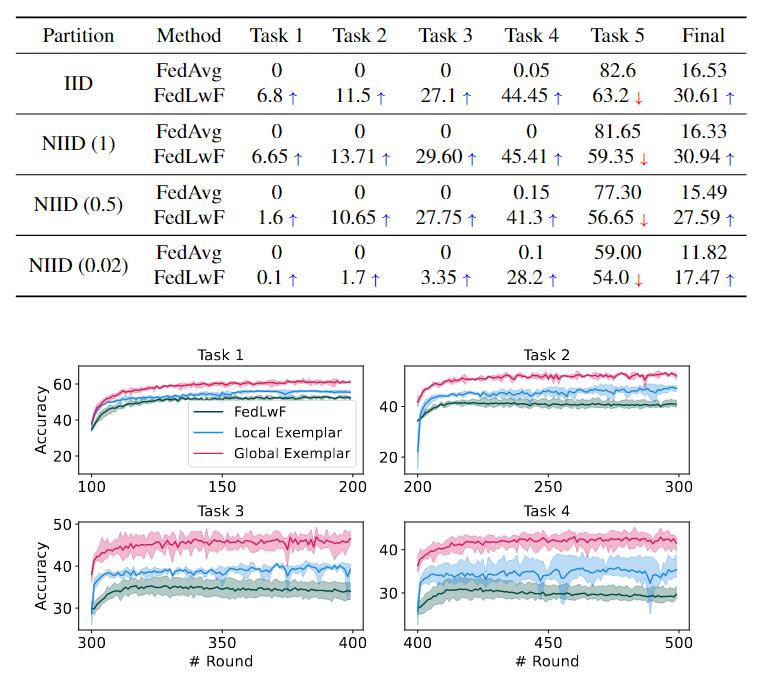 Partition Method Task 1 Task 2 Task 3 Task 4 Task 5 Final
IID
FedAvg 0 0 0 0.05 82.6 16.53
FedLwF 6.8 ↑ 11.5 ↑ 27.1 ↑ 44.45 ↑ 63.2 ↓ 30.61 ↑
NIID (1)
FedAvg 0 0 0 0 81.65 16.33
FedLwF 6.65 ↑ 13.71 ↑ 29.60 ↑ 45.41 ↑ 59.35 ↓ 30.94 ↑
NIID (0.5)
FedAvg 0 0 0 0.15 77.30 15.49
FedLwF 1.6 ↑ 10.65 ↑ 27.75 ↑ 41.3 ↑ 56.65 ↓ 27.59 ↑
NIID (0.02)
FedAvg 0 0 0 0.1 59.00 11.82
FedLwF 0.1 ↑ 1.7 ↑ 3.35 ↑ 28.2 ↑ 54.0 ↓ 17.47 ↑
Task 1
Accuracy
60
40
20
FedLwF
Local Exemplar
Global Exemplar
100 150 200
Task 2
40
20
200 250 300
Task 3
Accuracy
50
40
30
300 350 400
# Round
Task 4
40
30
400 450 500
# Round